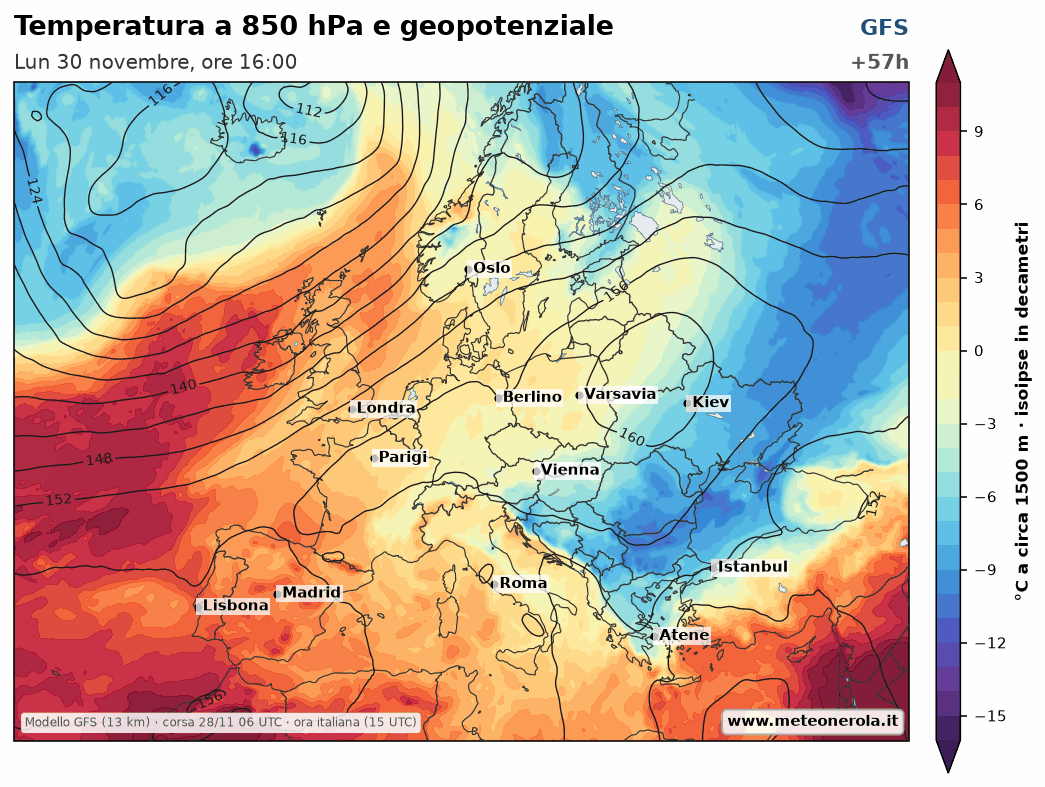 Temperatura a 850 hPa e geopotenziale
GFS
Lun 30 novembre, ore 16:00
+57h
116
112
116
124
Oslo
156
140
Londra
Berlino
Varsavia
Kiev
160
148
Parigi
Vienna
152
152
Istanbul
Roma
Madrid
Lisbona
Atene
156
Modello GFS (13 km) · corsa 28/11 06 UTC · ora italiana (15 UTC)
www.meteonerola.it
9
6
3
0
−3
−6
−9
−12
−15
°C a circa 1500 m · isoipse in decametri